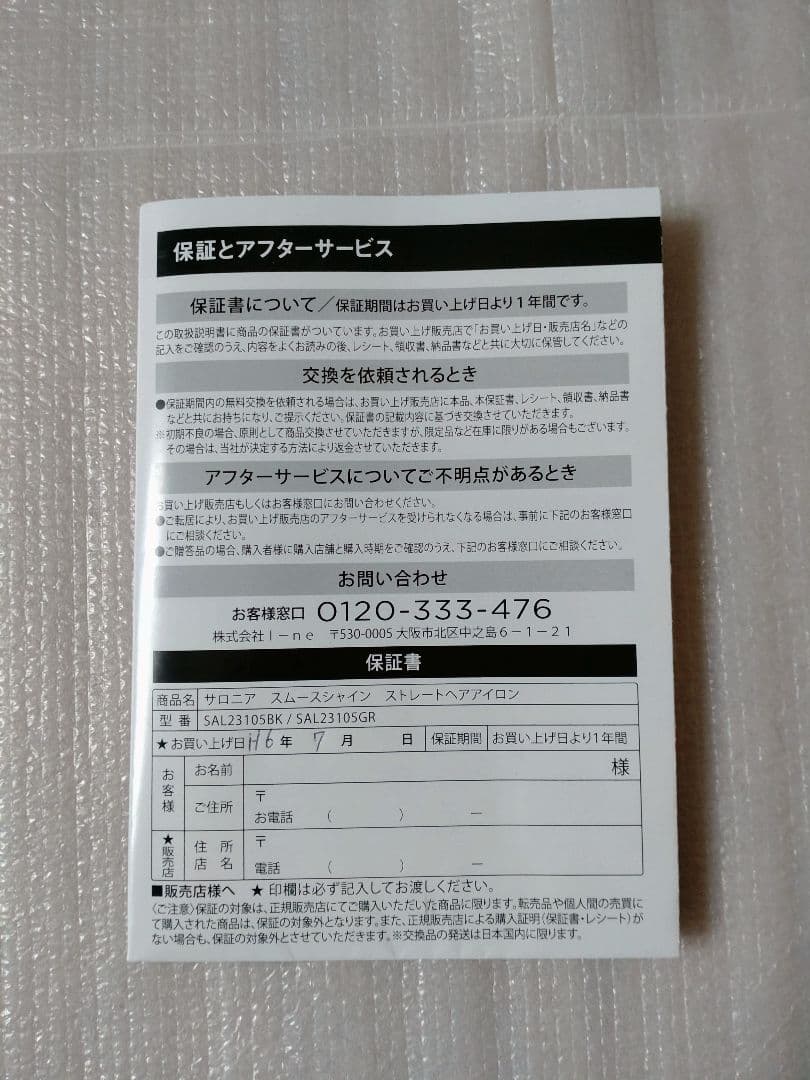 保証とアフターサービス
保証書について／保証期間はお買い上げ日より1年間です。
この取扱説明書に商品の保証書がついています。お買い上げ販売店で「お買い上げ日・販売店名」などの
記入をご確認のうえ、内容をよくお読みの後、レシート、領収書、納品書などと共に大切に保管してください。
交換を依頼されるとき
●保証期間内の無料交換を依頼される場合は、お買い上げ販売店に本品、本保証書、レシート、領収書、納品書
などと共にお持ちになり、ご提示ください。保証書の記載内容に基づき交換させていただきます。
※初期不良の場合、原則として商品交換させていただきますが、限定品など在庫に限りがある場合もございます。
その場合は、当社が決定する方法により返金させていただきます。
アフターサービスについてご不明点があるとき
お買い上げ販売店もしくはお客様窓口にお問い合わせください。
●ご転居により、お買い上げ販売店のアフターサービスを受けられなくなる場合は、事前に下記のお客様窓口
にご相談ください。
●ご贈答品の場合、購入者様に購入店舗と購入時期をご確認のうえ、下記のお客様窓口にご相談ください。
お問い合わせ
お客様窓口 0120-333-476
株式会社I－ne 〒530-0005 大阪市北区中之島6－1－21
保証書
商品名 サロニア スムースシャイン ストレートヘアアイロン
型番 SAL23105BK / SAL23105GR
★お買い上げ日 H6年 7月 日 保証期間 お買い上げ日より1年間
お客様 お名前 様
ご住所 〒
お電話 （ ） －
★販売店 住所 店名 〒
電話 （ ） －
■販売店様へ ★印欄は必ず記入してお渡しください。
〈ご注意〉保証の対象は、正規販売店にてご購入いただいた商品に限ります。転売品や個人間の売買に
て購入された商品は、保証の対象外となります。また、正規販売店による購入証明（保証書・レシート）が
ない場合も、保証の対象外とさせていただきます。※交換品の発送は日本国内に限ります。